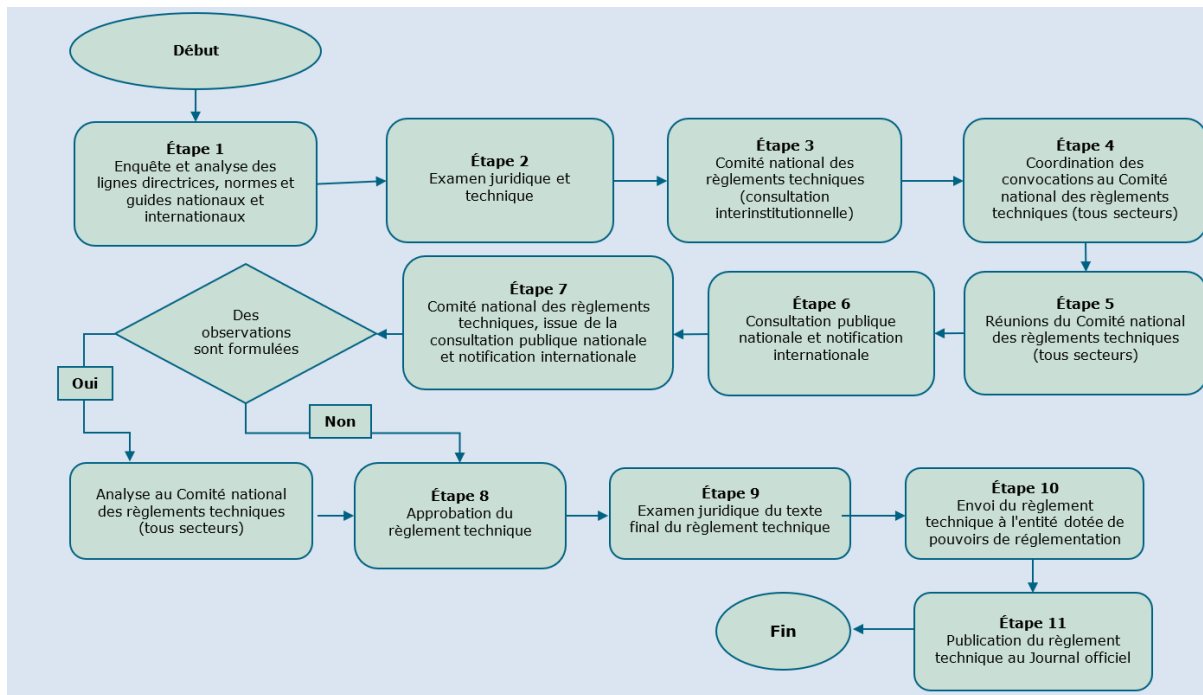 Début
Étape 1
Enquête et analyse des
lignes directrices, normes et
guides nationaux et
internationaux
Étape 2
Examen juridique et
technique
Étape 3
Comité national des
règlements techniques
(consultation
interinstitutionnelle)
Étape 4
Coordination des
convocations au Comité
national des règlements
techniques (tous secteurs)
Étape 5
Réunions du Comité national
des règlements techniques
(tous secteurs)
Étape 6
Consultation publique
nationale et notification
internationale
Étape 7
Comité national des règlements
techniques, issue de la
consultation publique nationale
et notification internationale
Des
observations
sont formulées
Oui
Non
Analyse au Comité national
des règlements techniques
(tous secteurs)
Étape 8
Approbation du
règlement technique
Étape 9
Examen juridique du texte
final du règlement technique
Étape 10
Envoi du règlement
technique à l'entité dotée de
pouvoirs de réglementation
Étape 11
Publication du règlement
technique au Journal officiel
Fin